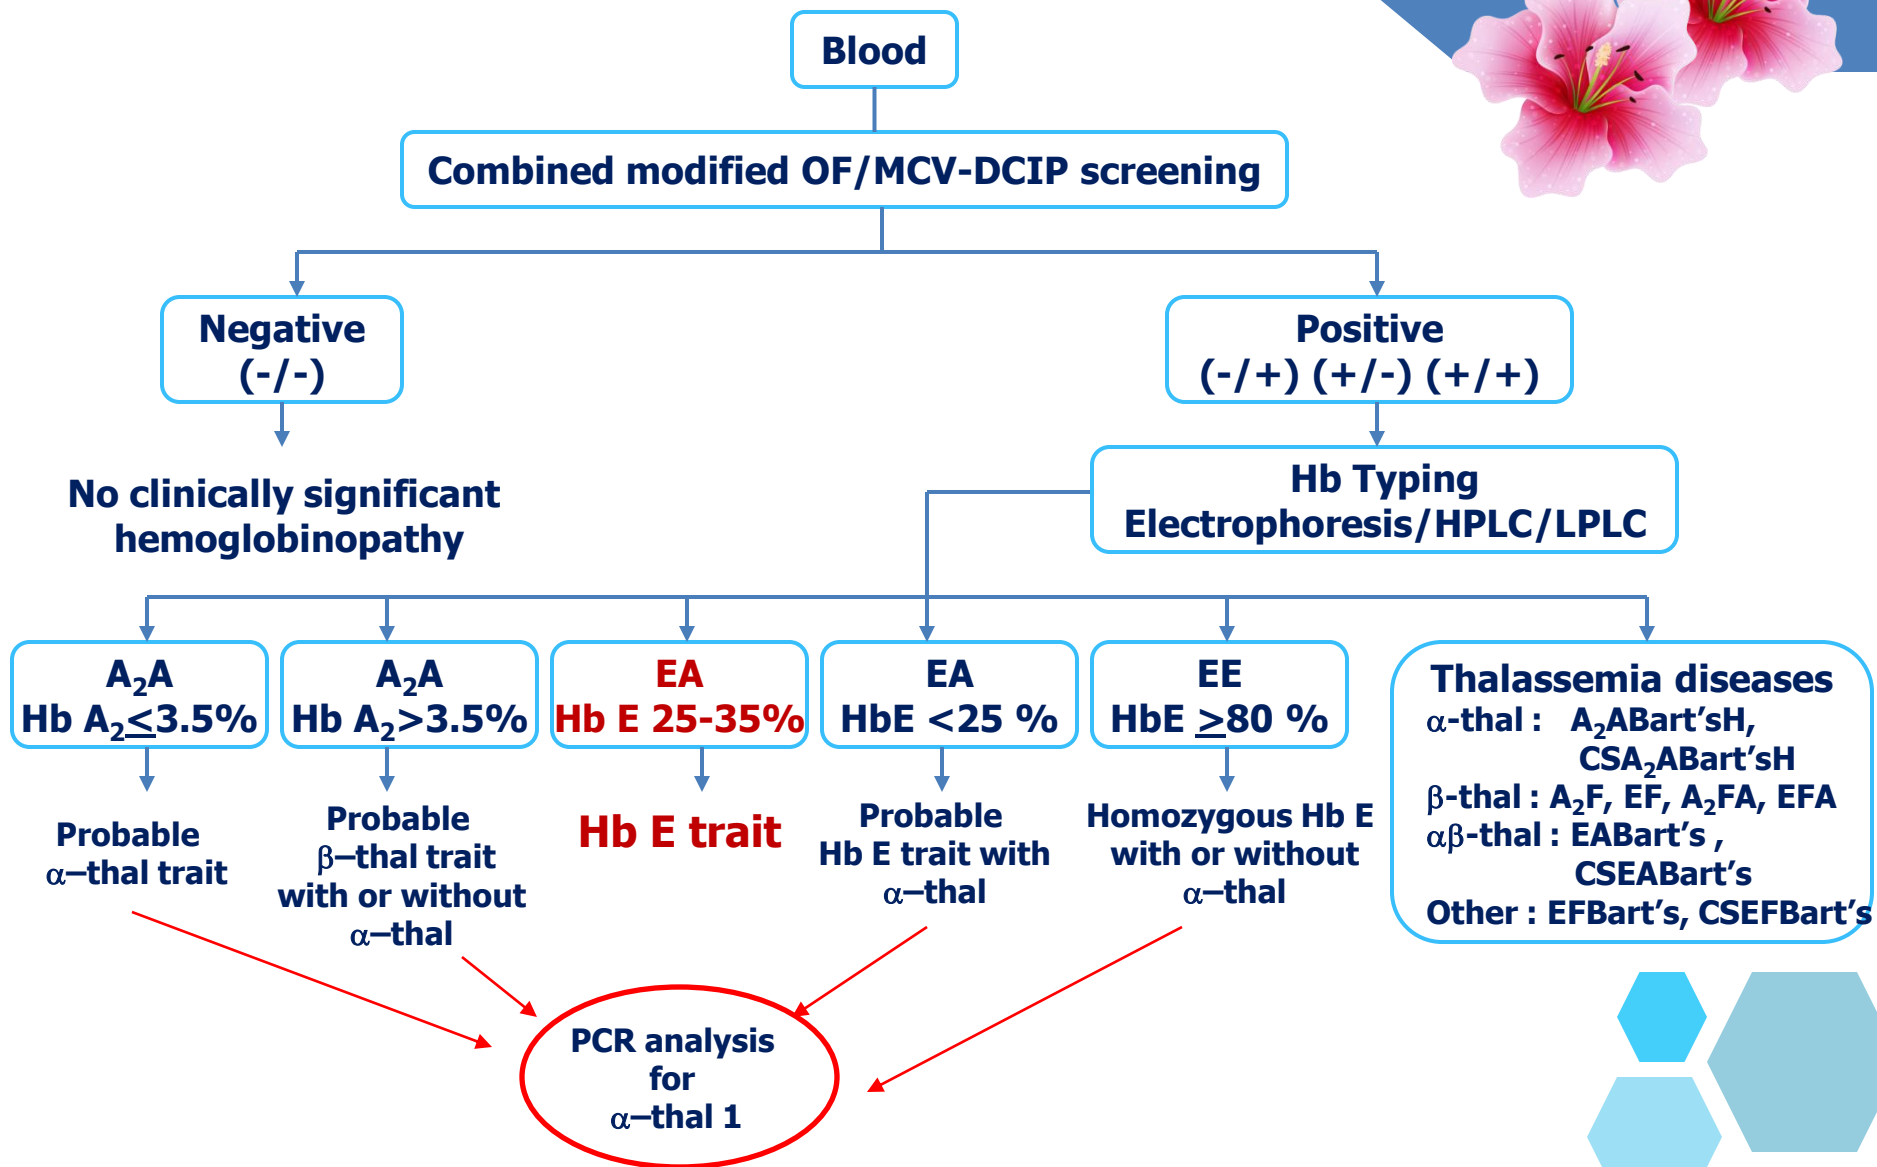 Blood
Combined modified OF/MCV-DCIP screening
Negative
(-/-)
Positive
(-/+) (+/-) (+/+)
No clinically significant
hemoglobinopathy
Hb Typing
Electrophoresis/HPLC/LPLC
A₂A
Hb A₂≤3.5%
A₂A
Hb A₂>3.5%
EA
Hb E 25-35%
EA
HbE <25 %
EE
HbE ≥80 %
Thalassemia diseases
α-thal : A₂ABart’sH,
CSA₂ABart’sH
β-thal : A₂F, EF, A₂FA, EFA
αβ-thal : EABart’s ,
CSEABart’s
Other : EFBart’s, CSEFBart’s
Probable
α–thal trait
Probable
β–thal trait
with or without
α–thal
Hb E trait
Probable
Hb E trait with
α–thal
Homozygous Hb E
with or without
α–thal
PCR analysis
for
α–thal 1